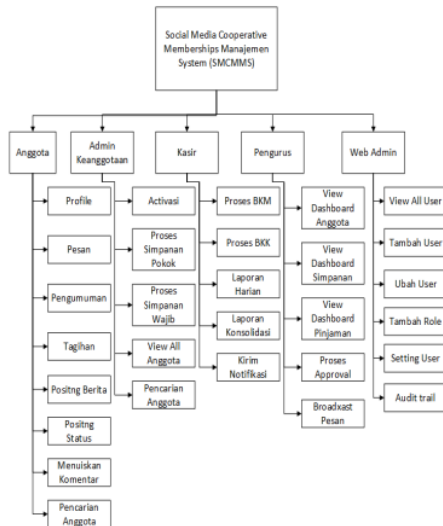 Social Media Cooperative
Memberships Manajemen
System (SMCMMS)
Anggota
Admin
Keanggotaan
Kasir
Pengurus
Web Admin
Profile
Pesan
Pengumuman
Tagihan
Positng Berita
Positng
Status
Menuiskan
Komentar
Pencarian
Anggota
Activasi
Proses
Simpanan
Pokok
Proses
Simpanan
Wajib
View All
Anggota
Pencarian
Anggota
Proses BKM
Proses BKK
Laporan
Harian
Laporan
Konsolidasi
Kirim
Notifikasi
View
Dashboard
Anggota
View
Dashboard
Simpanan
View
Dashboard
Pinjaman
Proses
Approval
Broadxast
Pesan
View All User
Tambah User
Ubah User
Tambah Role
Setting User
Audit trail